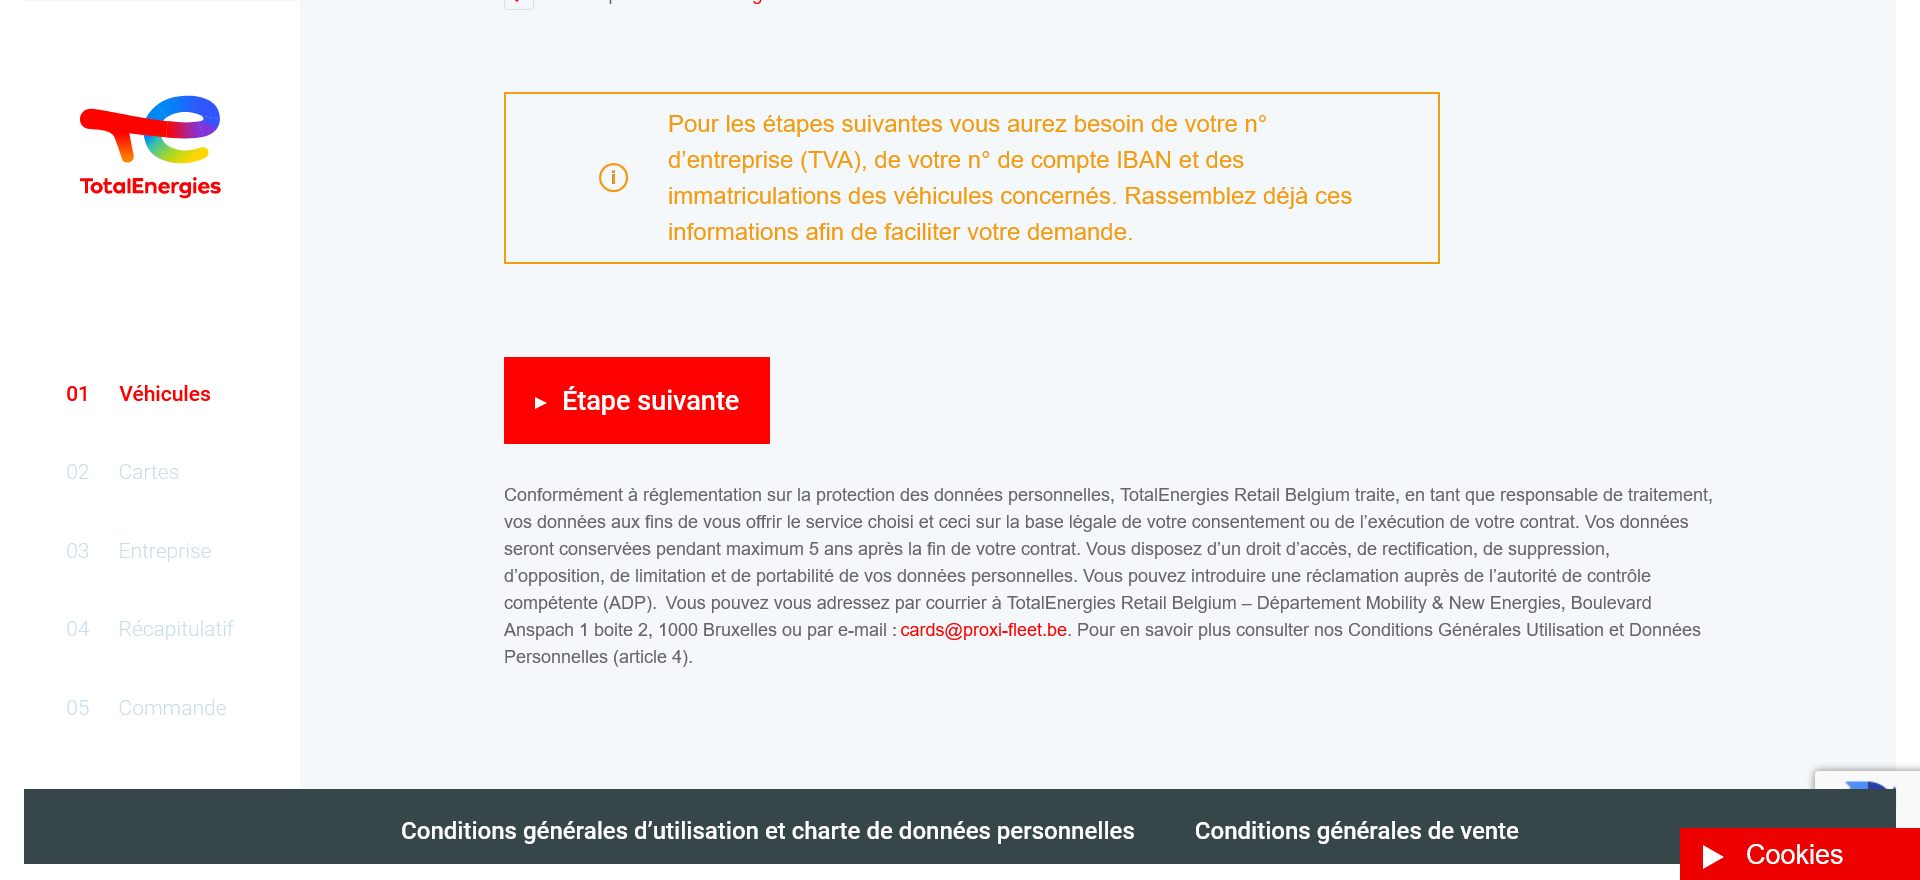 TotalEnergies
01 Véhicules
02 Cartes
03 Entreprise
04 Récapitulatif
05 Commande
Pour les étapes suivantes vous aurez besoin de votre n°
d’entreprise (TVA), de votre n° de compte IBAN et des
immatriculations des véhicules concernés. Rassemblez déjà ces
informations afin de faciliter votre demande.
Étape suivante
Conformément à réglementation sur la protection des données personnelles, TotalEnergies Retail Belgium traite, en tant que responsable de traitement,
vos données aux fins de vous offrir le service choisi et ceci sur la base légale de votre consentement ou de l’exécution de votre contrat. Vos données
seront conservées pendant maximum 5 ans après la fin de votre contrat. Vous disposez d’un droit d’accès, de rectification, de suppression,
d’opposition, de limitation et de portabilité de vos données personnelles. Vous pouvez introduire une réclamation auprès de l’autorité de contrôle
compétente (ADP).  Vous pouvez vous adressez par courrier à TotalEnergies Retail Belgium – Département Mobility & New Energies, Boulevard
Anspach 1 boite 2, 1000 Bruxelles ou par e-mail : cards@proxi-fleet.be. Pour en savoir plus consulter nos Conditions Générales Utilisation et Données
Personnelles (article 4).
Conditions générales d’utilisation et charte de données personnelles
Conditions générales de vente
Cookies